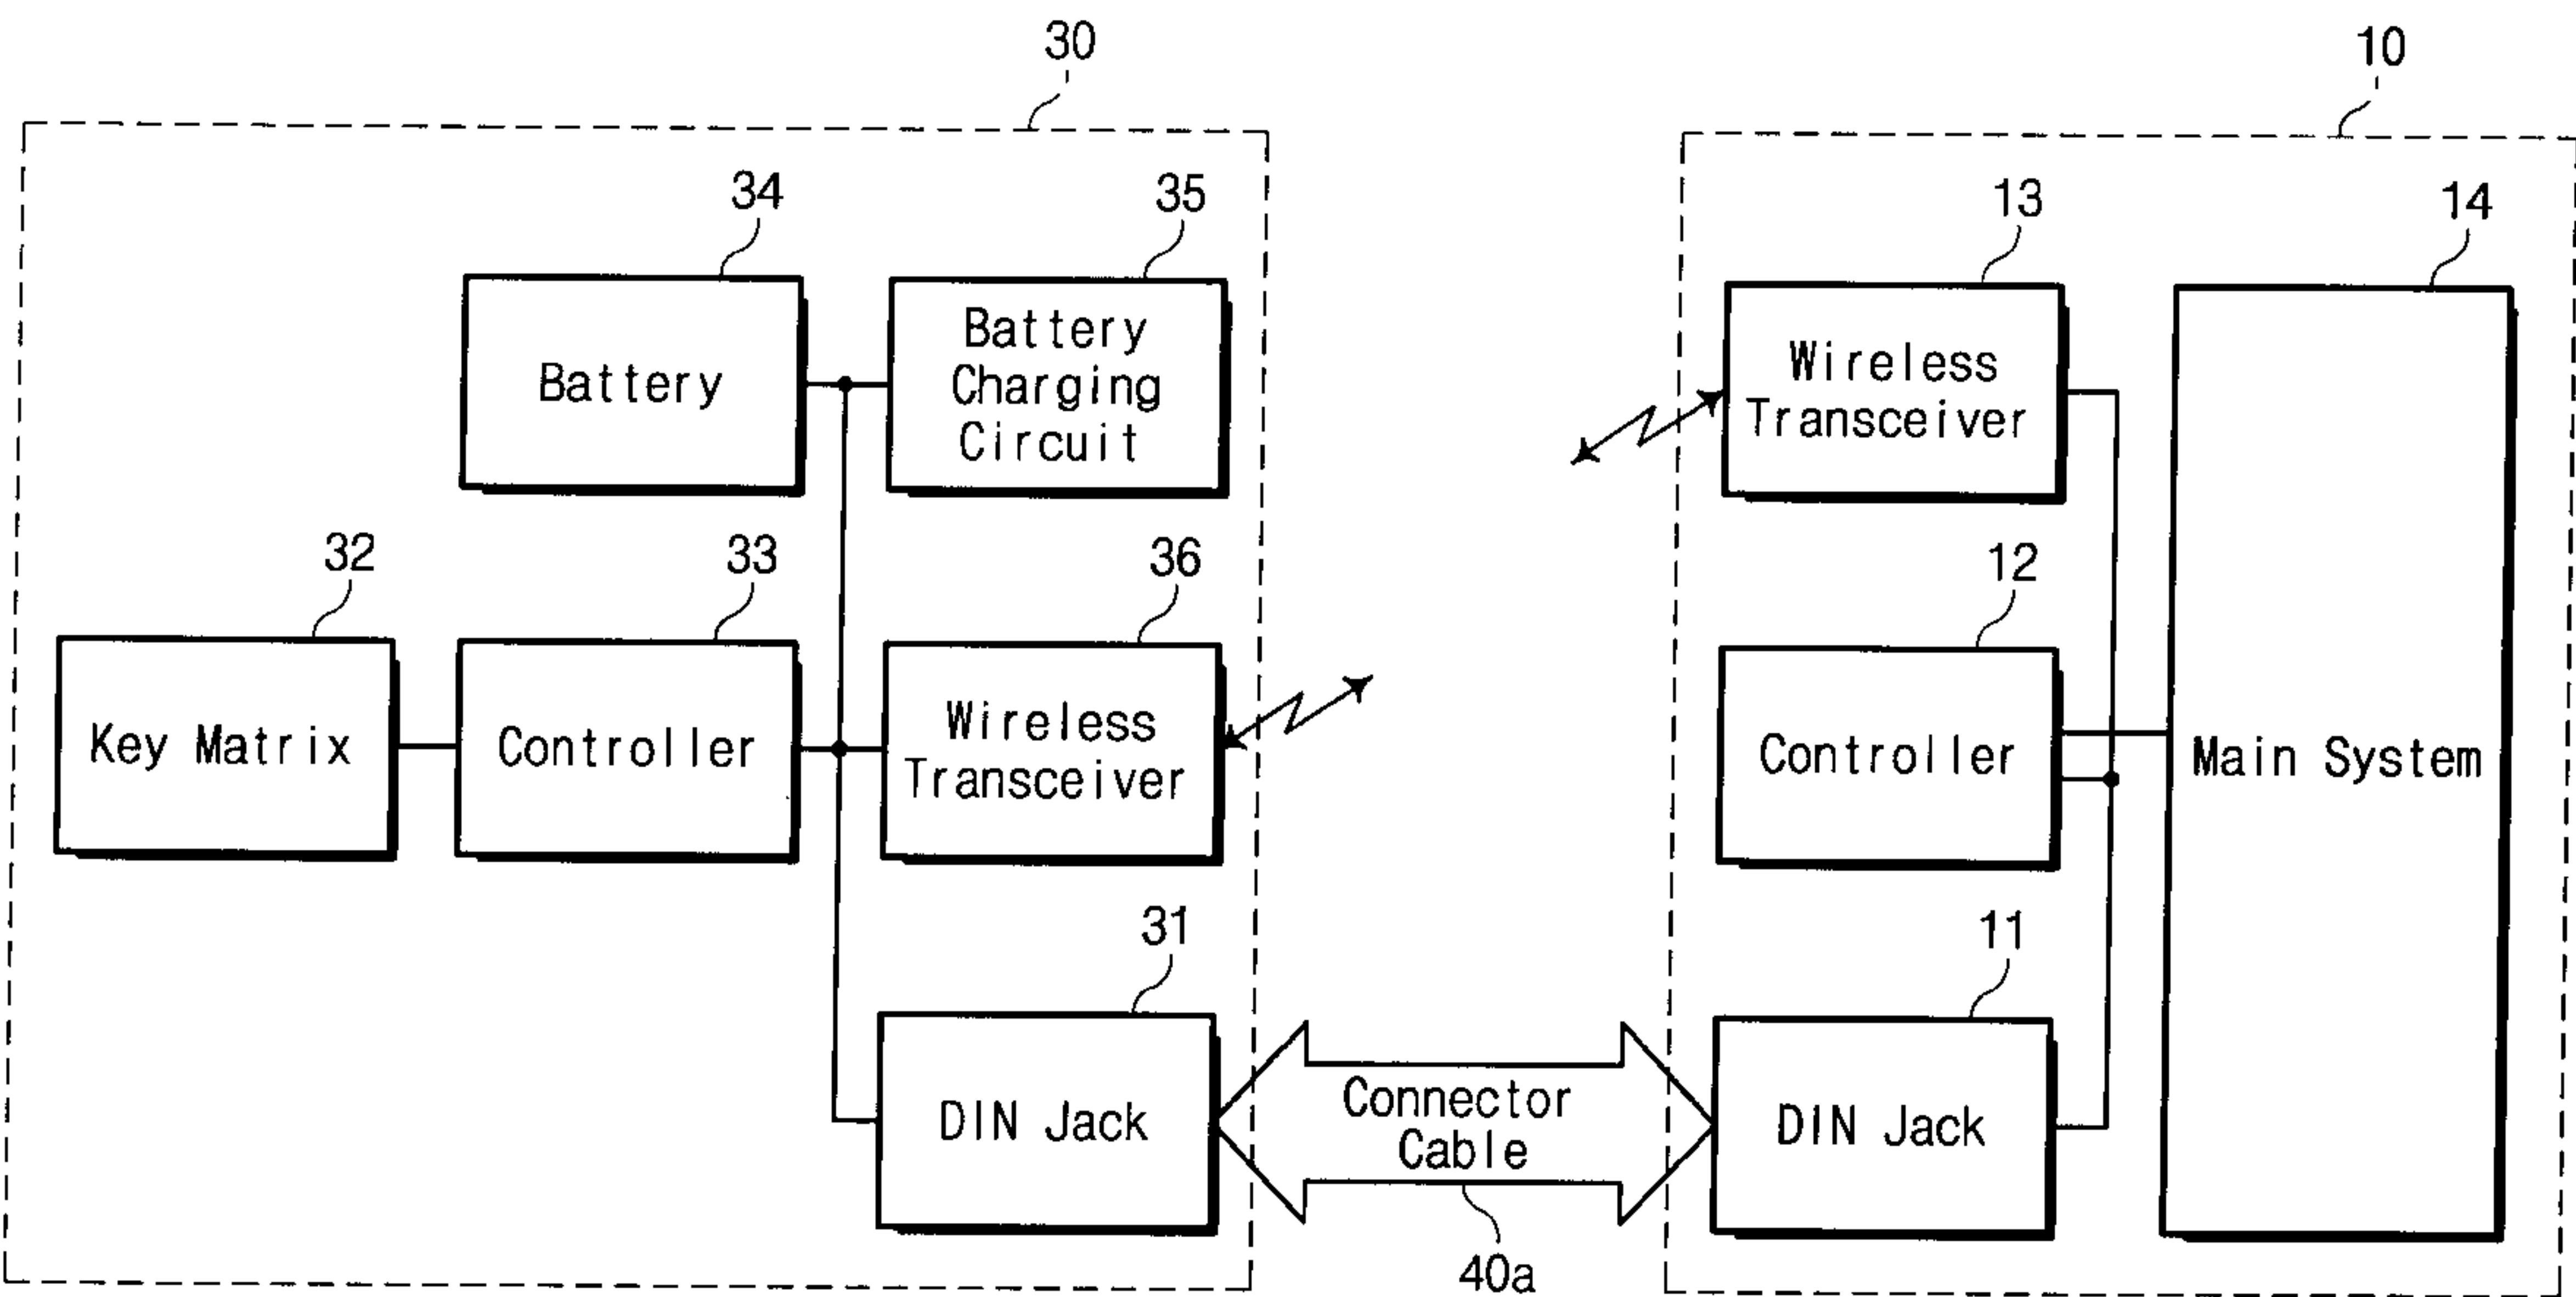 30
10
34
35
13
14
Battery
Battery
Charging
Circuit
Wireless
Transceiver
32
33
36
12
Key Matrix
Controller
Wireless
Transceiver
Controller
Main System
31
11
DIN Jack
Connector
Cable
DIN Jack
40a